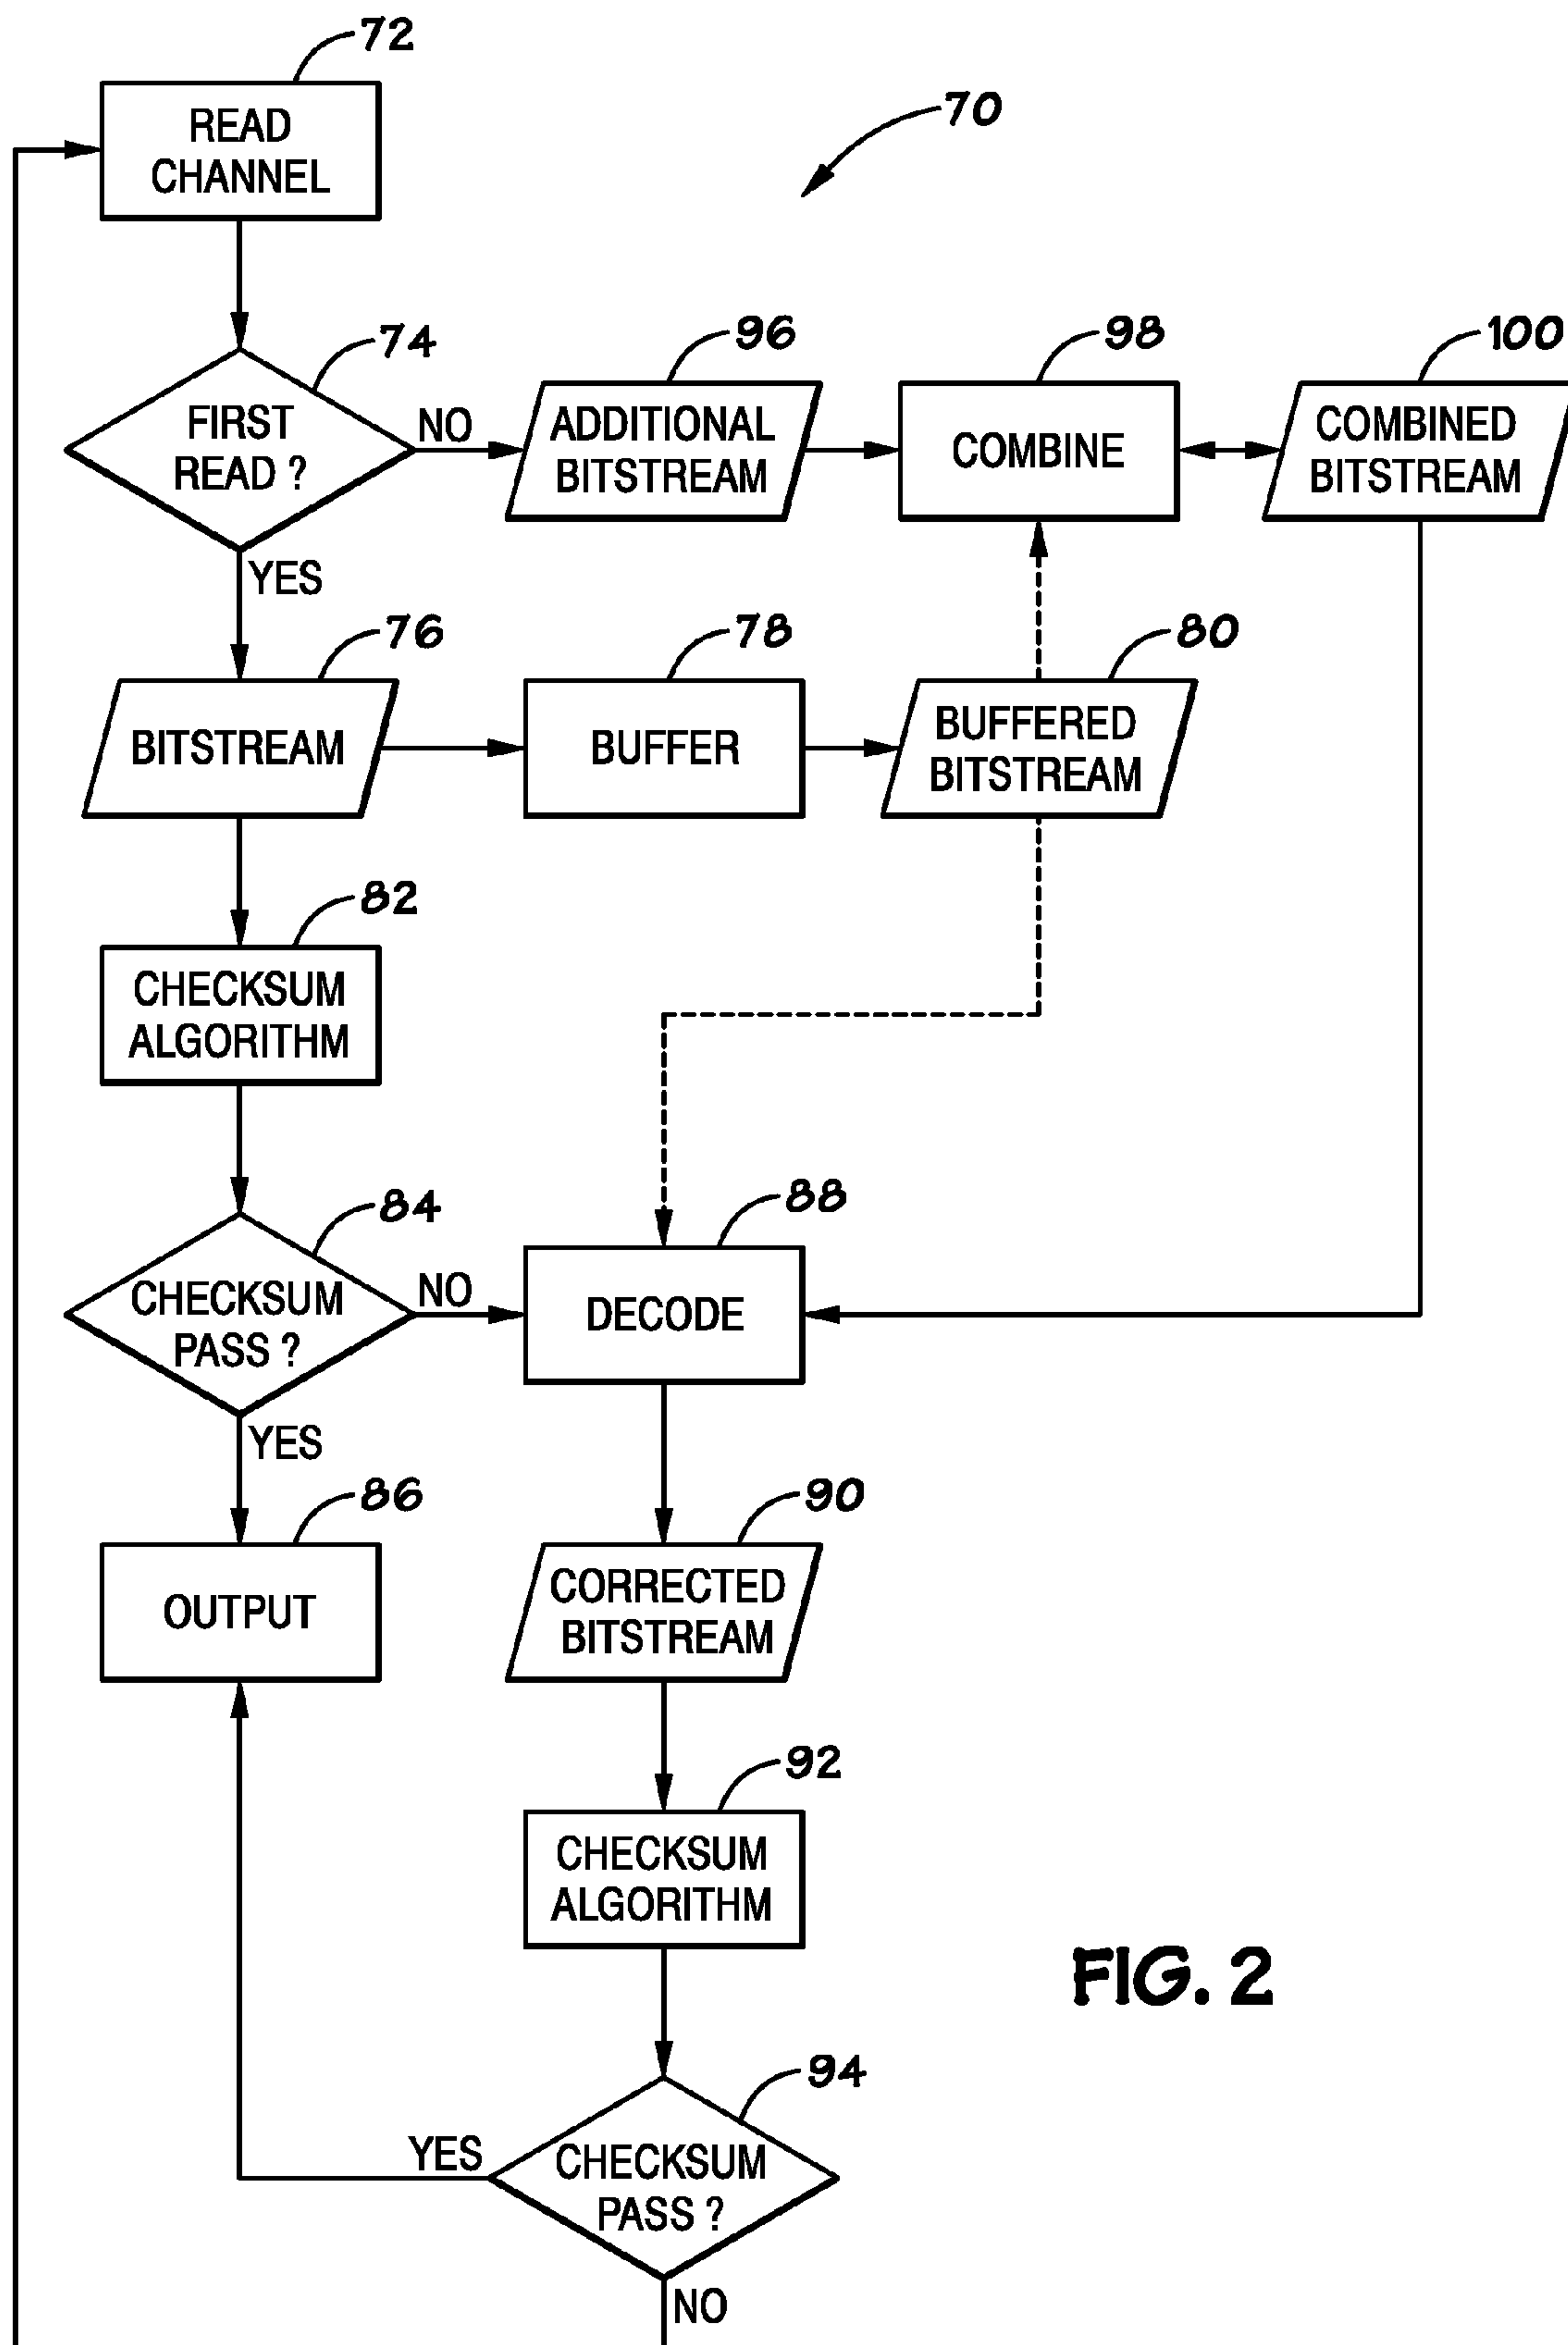 72
READ
CHANNEL
70
74
FIRST
READ ?
NO
YES
96
ADDITIONAL
BITSTREAM
98
COMBINE
100
COMBINED
BITSTREAM
76
BITSTREAM
78
BUFFER
80
BUFFERED
BITSTREAM
82
CHECKSUM
ALGORITHM
84
CHECKSUM
PASS ?
NO
YES
88
DECODE
86
OUTPUT
90
CORRECTED
BITSTREAM
92
CHECKSUM
ALGORITHM
94
CHECKSUM
PASS ?
YES
NO
FIG. 2